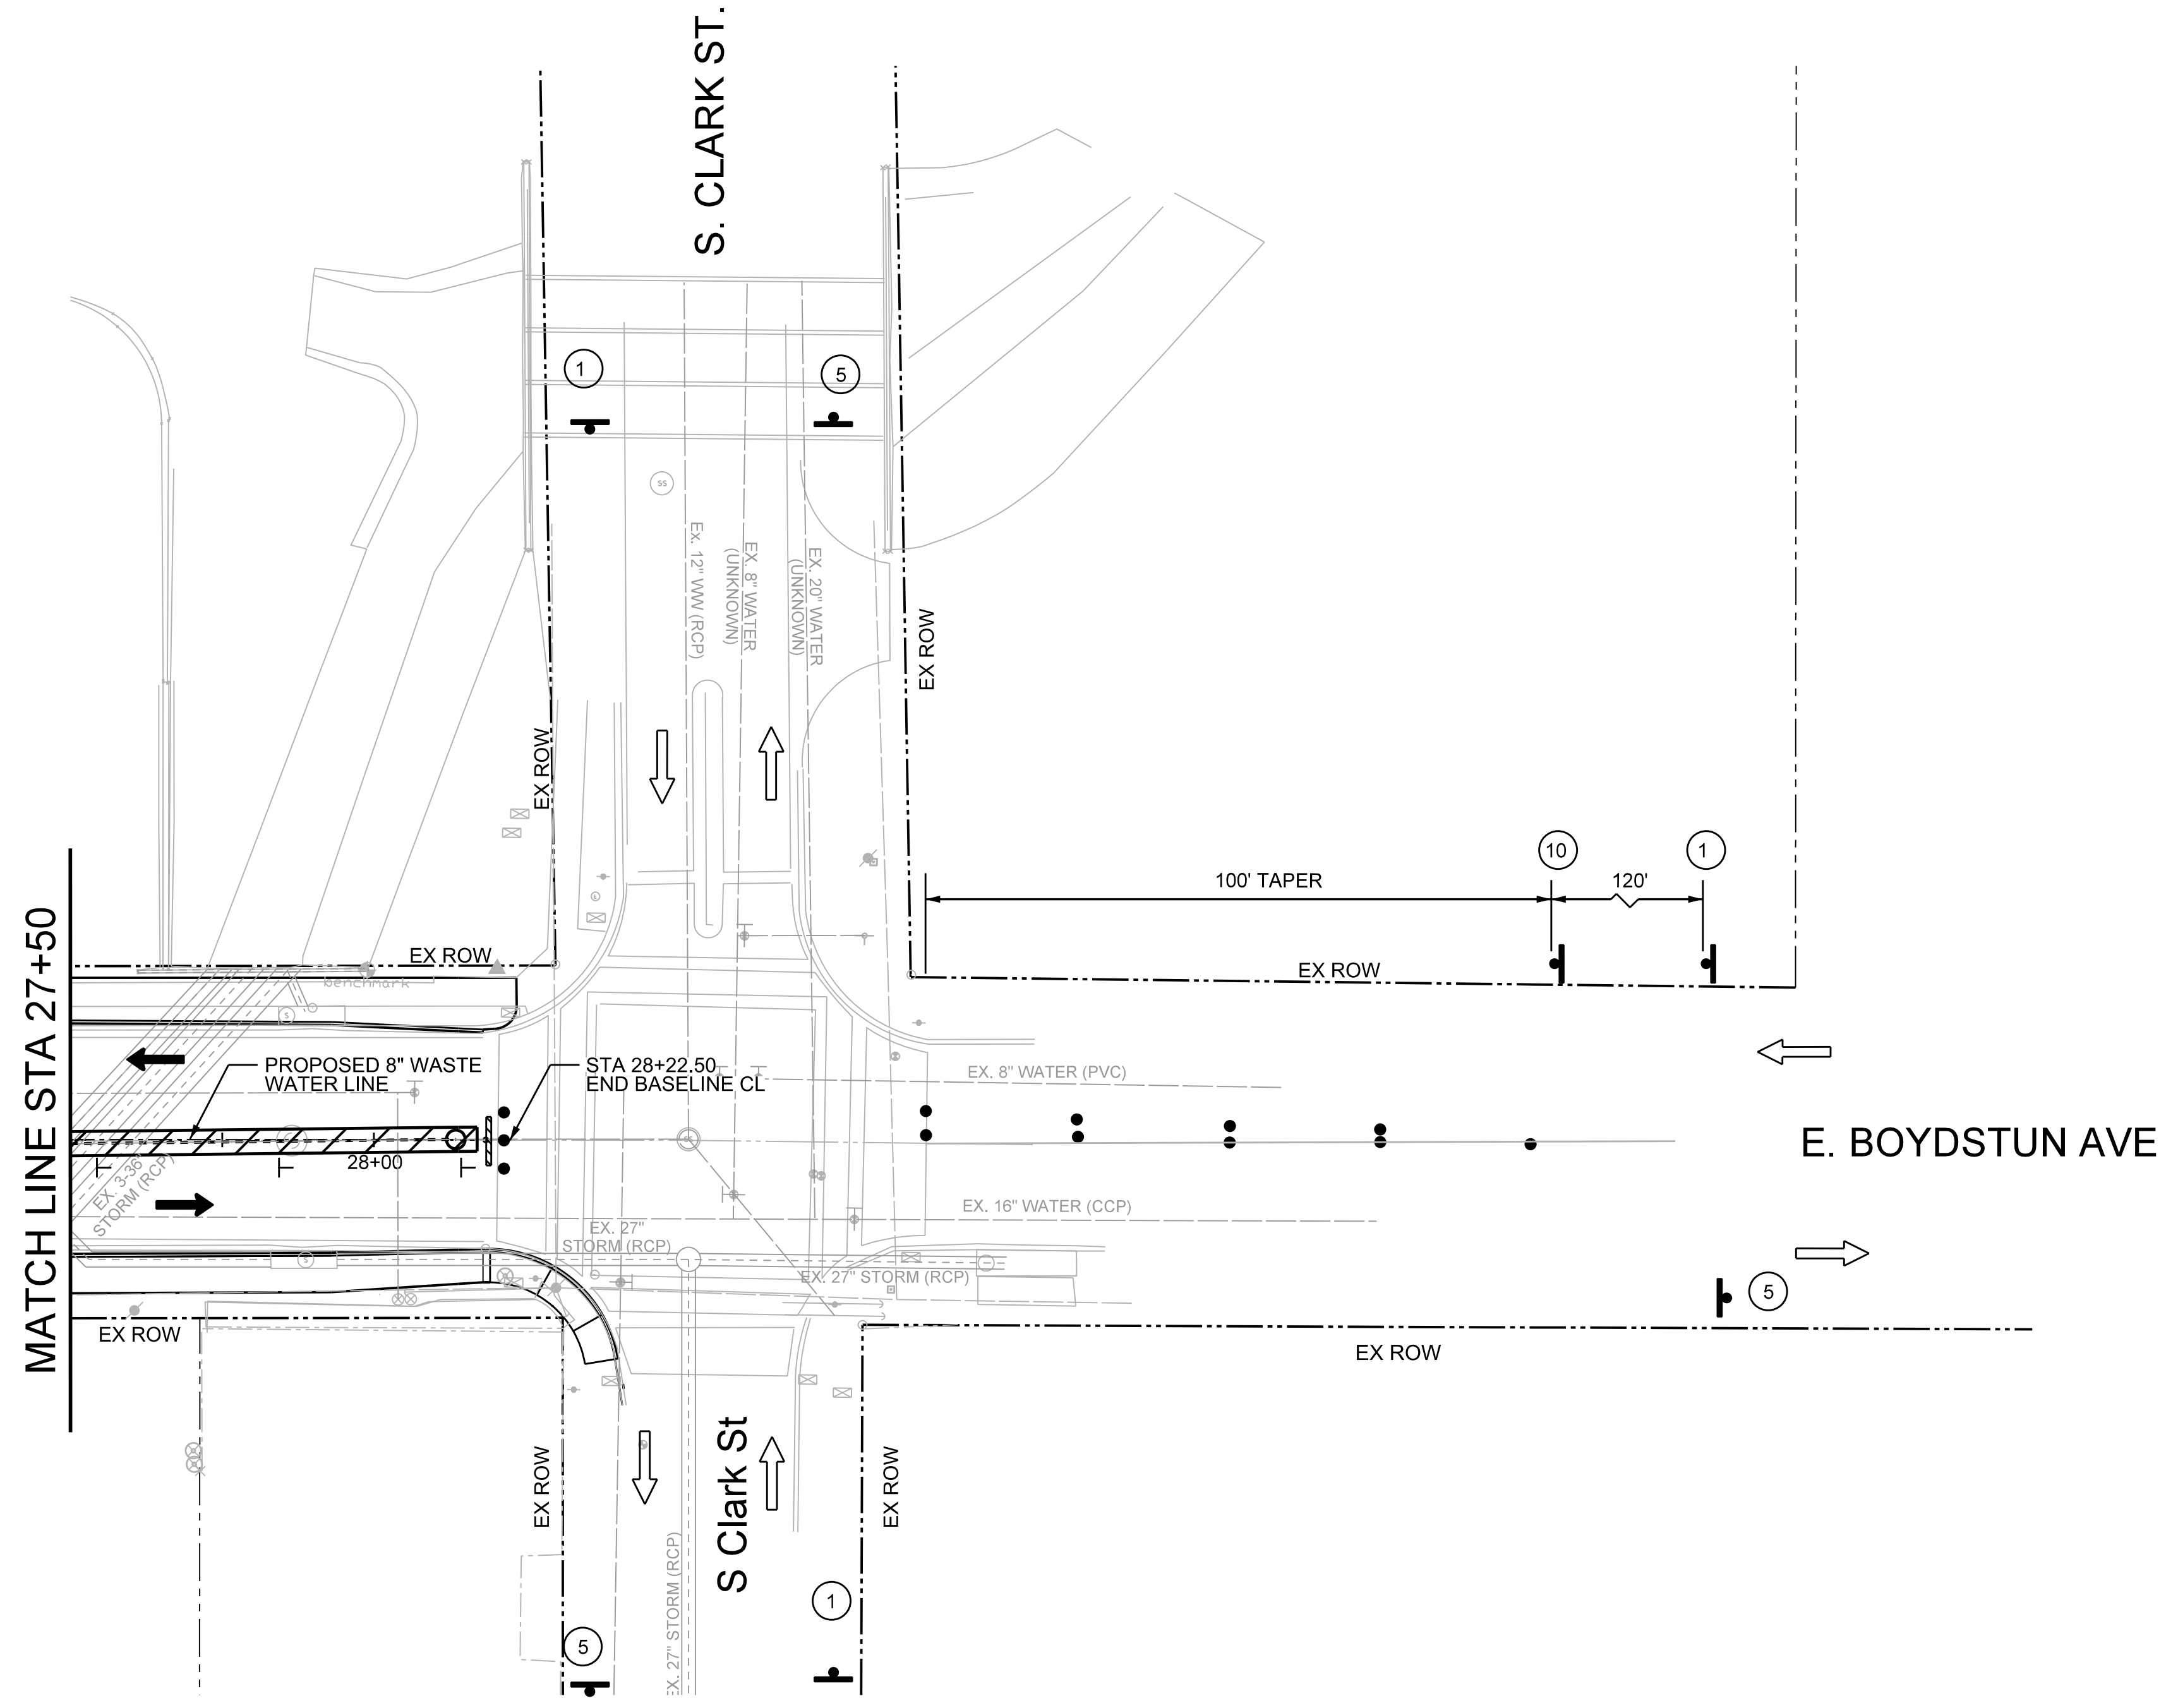 S. CLARK ST.
1
5
SS
Ex. 12" WW (RCP)
EX. 8" WATER
(UNKNOWN)
EX. 20" WATER
(UNKNOWN)
EX ROW
EX ROW
10
1
100' TAPER
120'
EX ROW
EX ROW
benchmark
S
MATCH LINE STA 27+50
PROPOSED 8" WASTE
WATER LINE
STA 28+22.50
END BASELINE CL
EX. 8" WATER (PVC)
E. BOYDSTUN AVE
28+00
EX. 3-36"
STORM (RCP)
EX. 16" WATER (CCP)
EX. 27"
STORM (RCP)
S
EX. 27" STORM (RCP)
5
EX ROW
EX ROW
S Clark St
EX ROW
EX ROW
EX. 27" STORM (RCP)
1
5